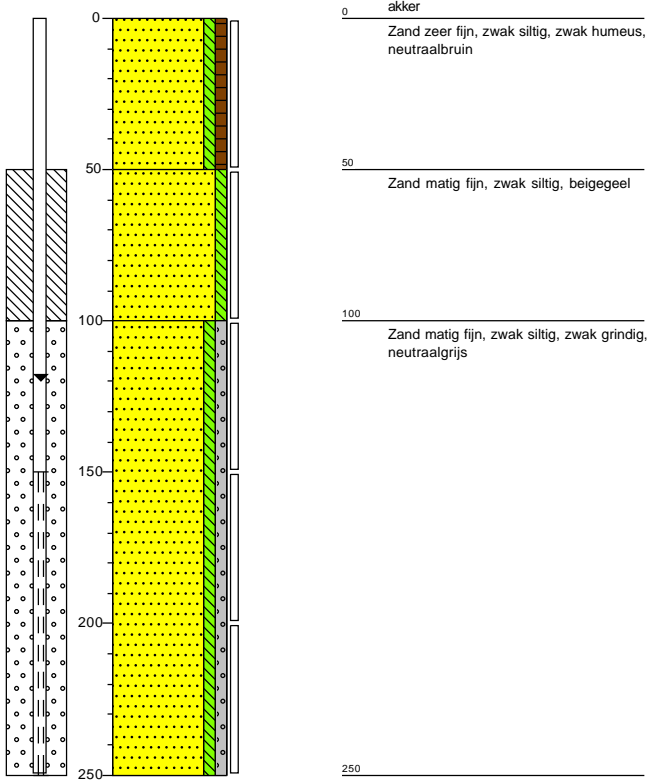 0
50
100
150
200
250
0
akker
Zand zeer fijn, zwak siltig, zwak humeus,
neutraalbruin
50
Zand matig fijn, zwak siltig, beigegeel
100
Zand matig fijn, zwak siltig, zwak grindig,
neutraalgrijs
250